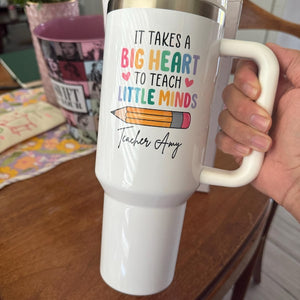 IT TAKES A
BIG HEART
TO TEACH
LITTLE MINDS
Teacher Amy